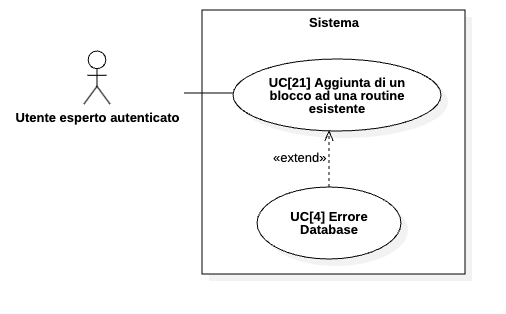 Sistema
UC[21] Aggiunta di un
blocco ad una routine
esistente
Utente esperto autenticato
«extend»
UC[4] Errore
Database